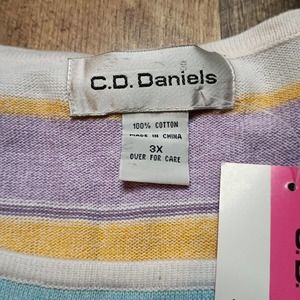 C.D. Daniels
100% COTTON
MADE IN CHINA
3X
OVER FOR CARE